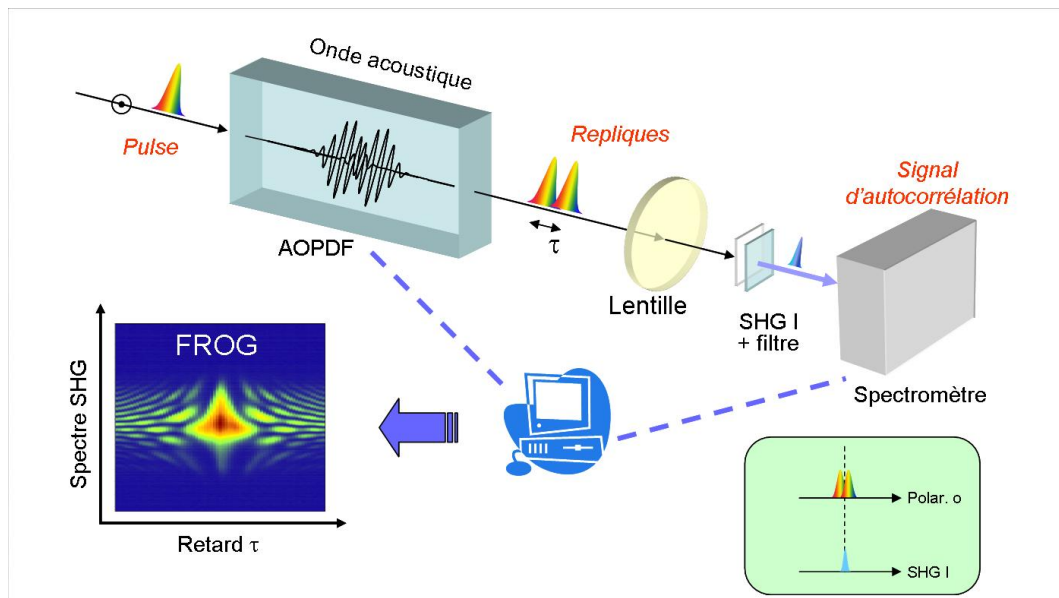 Onde acoustique
Pulse
Repliques
Signal
d'autocorrélation
τ
AOPDF
Lentille
SHG I
+ filtre
Spectromètre
FROG
Spectre SHG
Retard τ
Polar. o
SHG I